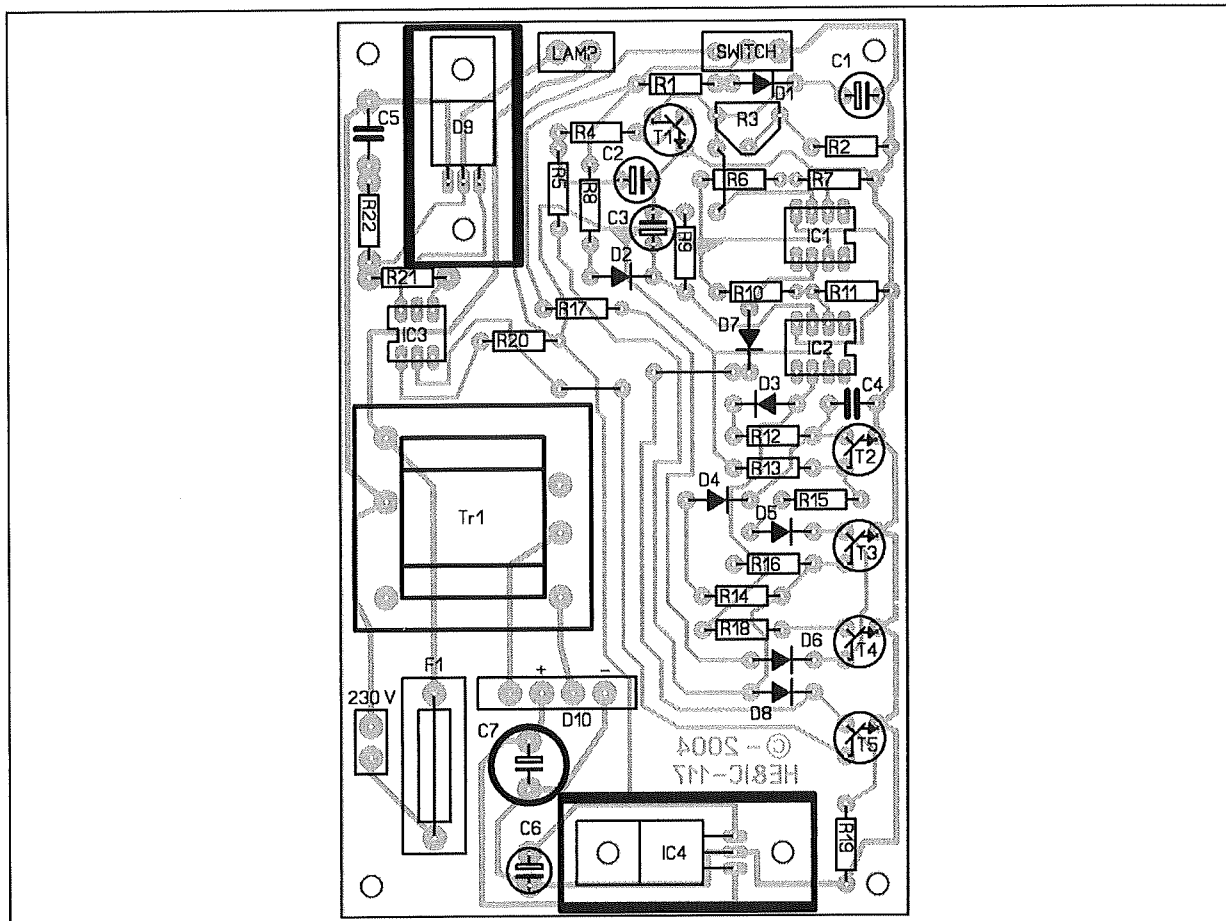 LAMP
SWITCH
C1
R1
D1
C5
D9
R4
T1
R3
R2
C2
R5
R8
R6
R7
R22
C3
R9
IC1
D2
R21
R10
R11
R17
D7
IC3
R20
IC2
D3
C4
R12
T2
R13
D4
R15
Tr1
D5
T3
R16
R14
R18
D6
T4
F1
+
-
230 V
D10
D8
C7
T5
© - 2004
HE&IC-117
C6
IC4
R19